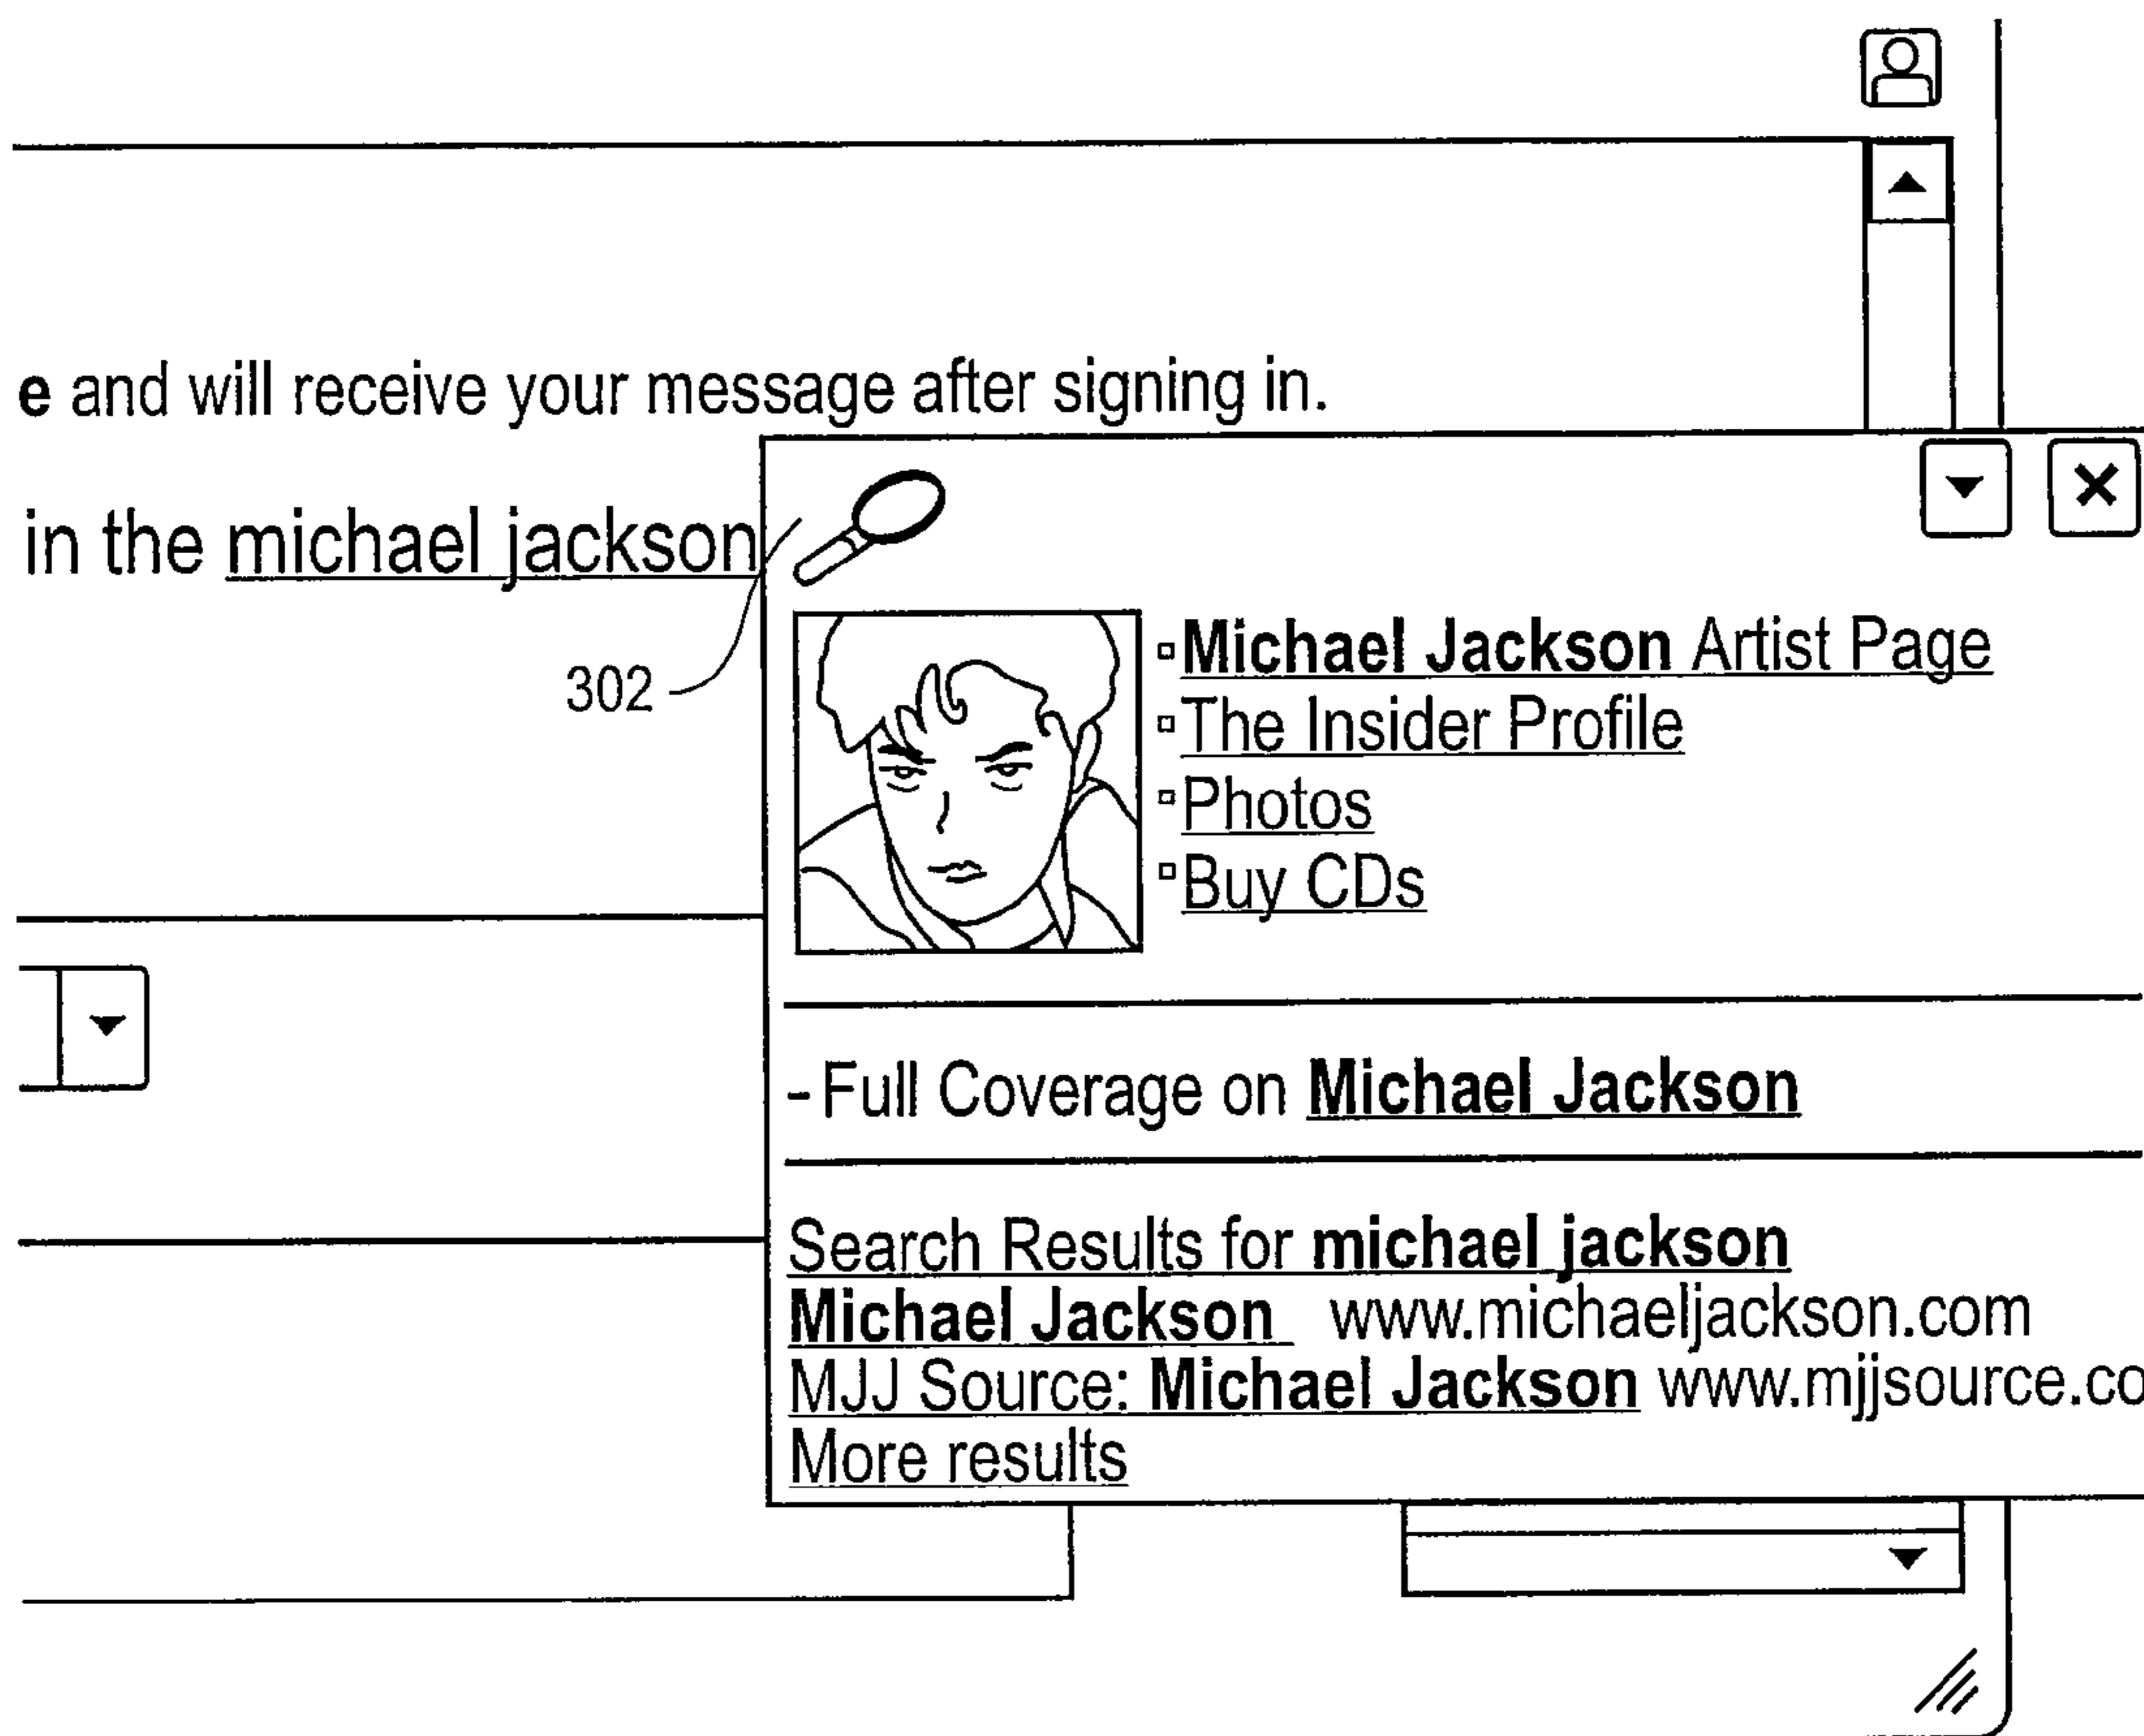 e and will receive your message after signing in.
in the michael jackson
302
Michael Jackson Artist Page
The Insider Profile
Photos
Buy CDs
- Full Coverage on Michael Jackson
Search Results for michael jackson
Michael Jackson www.michaeljackson.com
MJJ Source: Michael Jackson www.mjjsource.co
More results